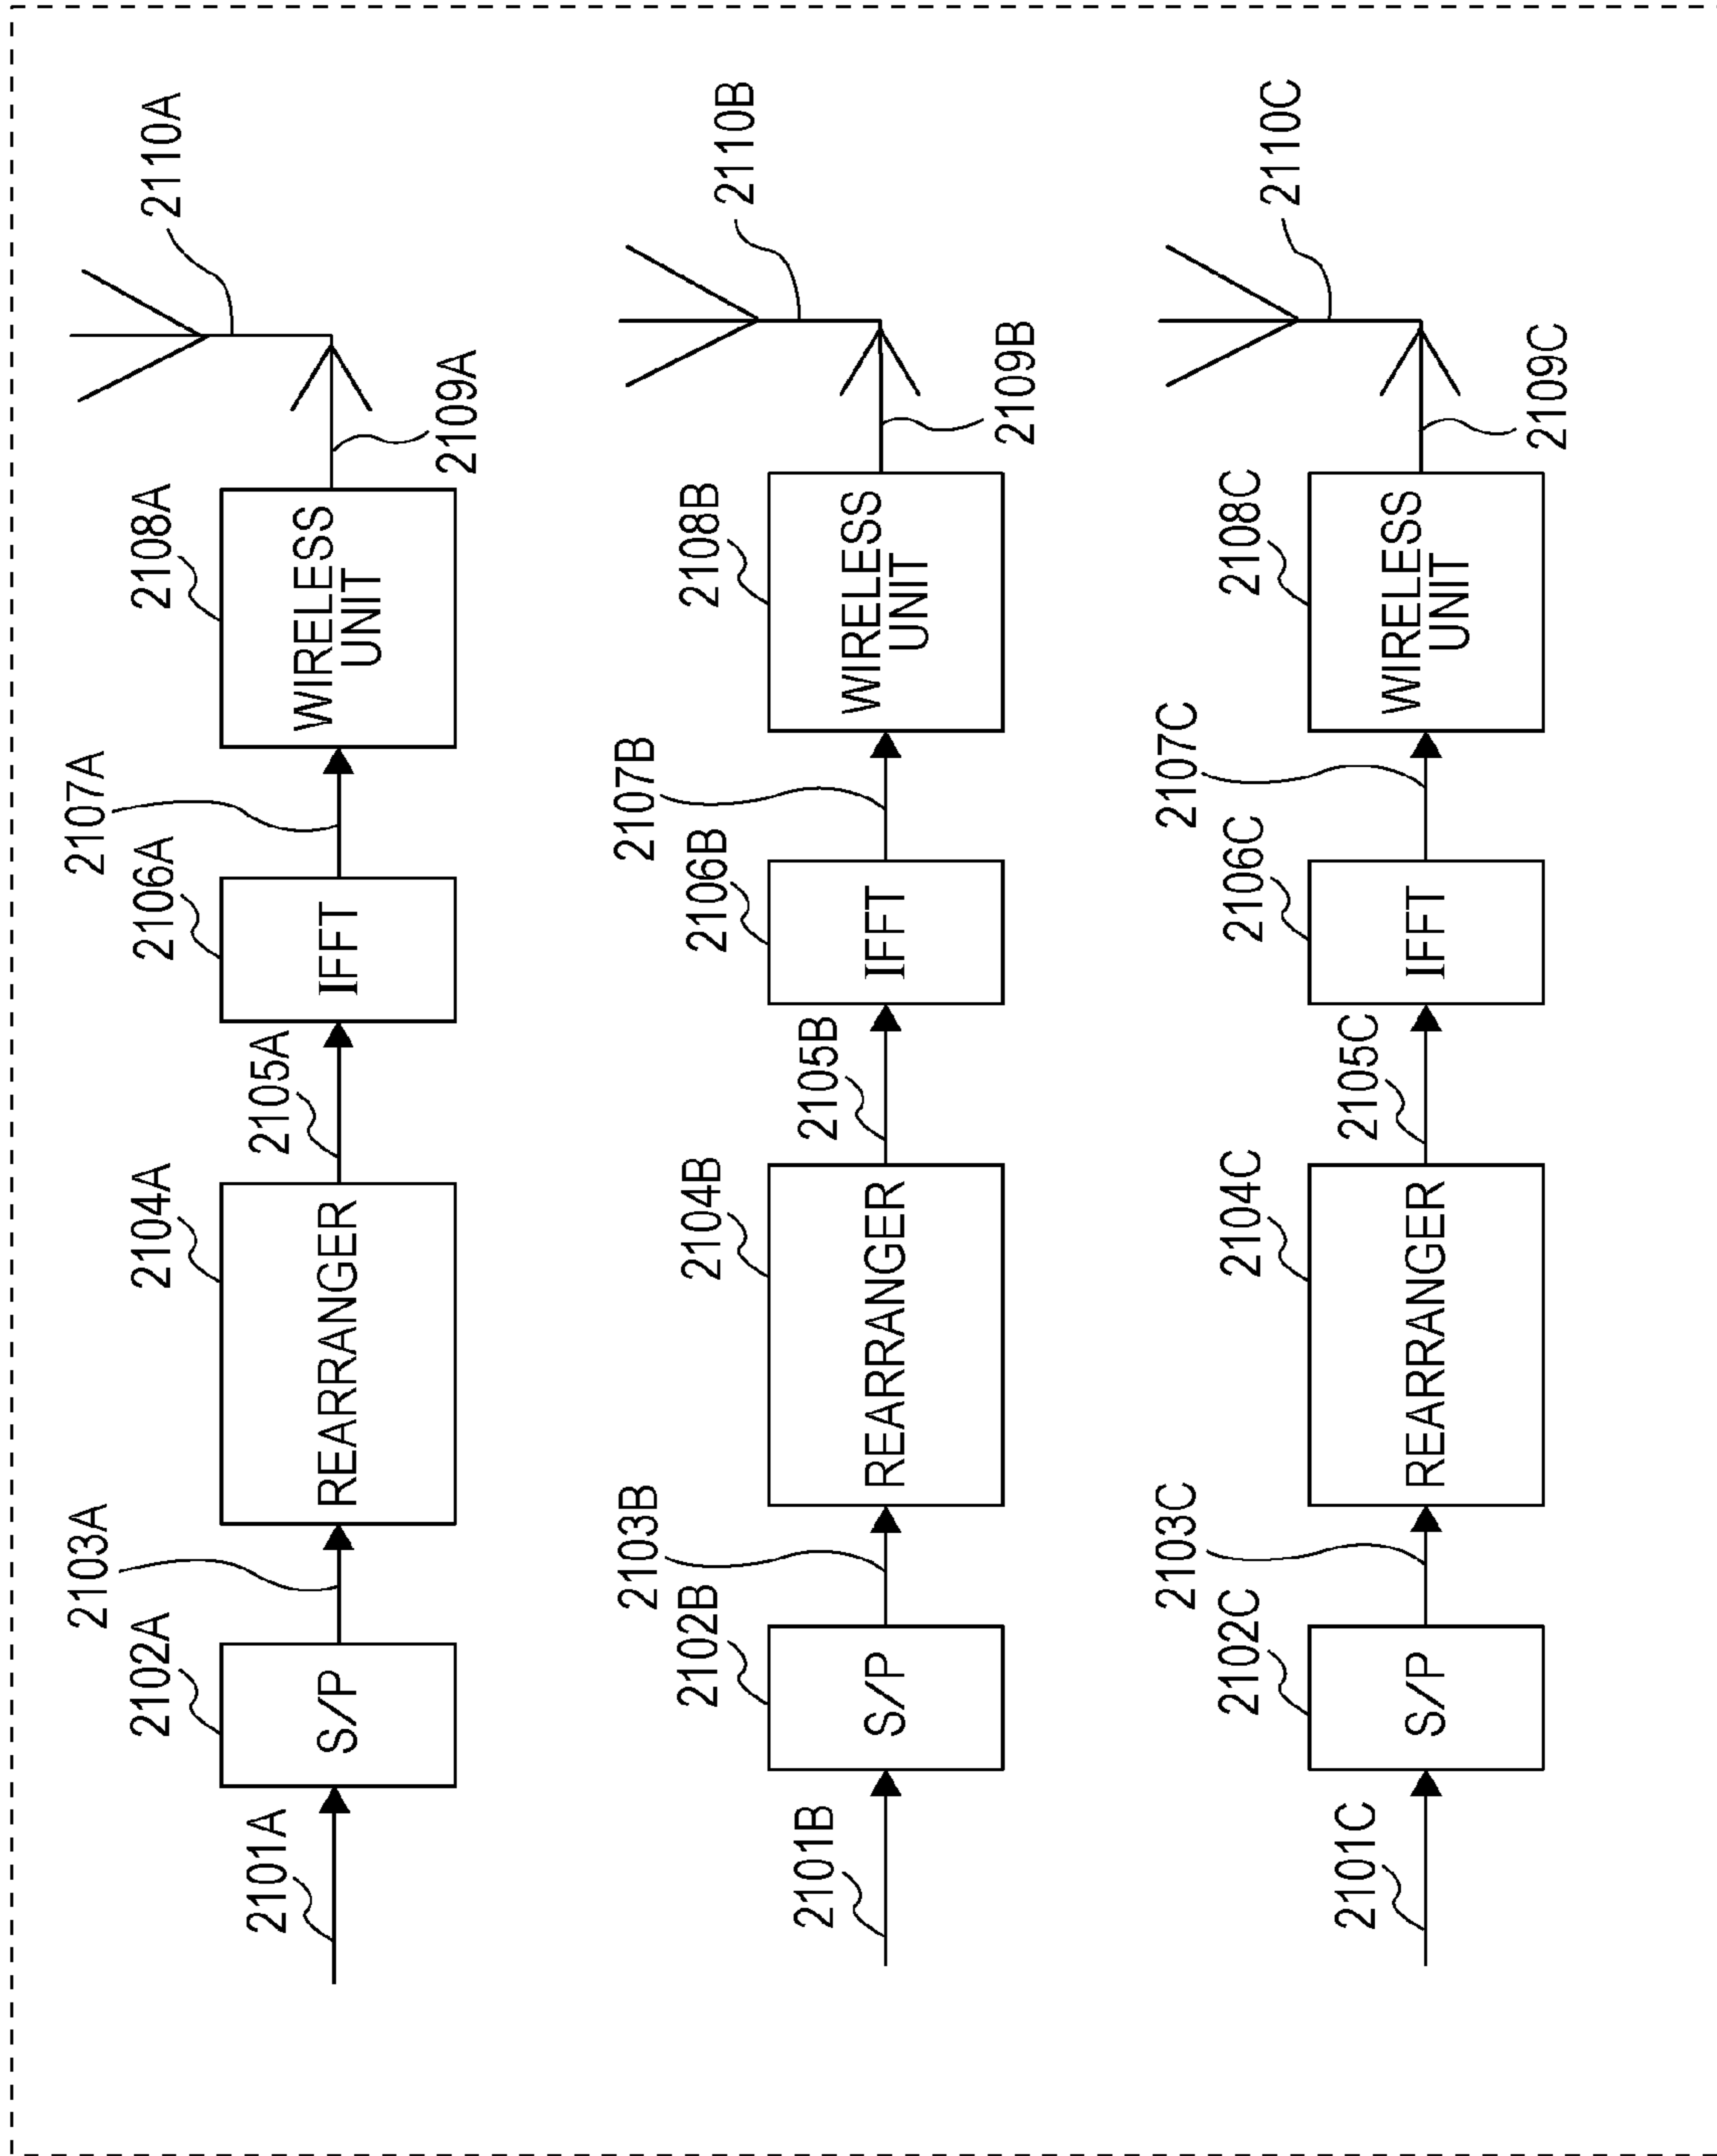 2101A
2102A
S/P
2103A
2104A
REARRANGER
2105A
2106A
IFFT
2107A
2108A
WIRELESS
UNIT
2109A
2110A
2101B
2102B
S/P
2103B
2104B
REARRANGER
2105B
2106B
IFFT
2107B
2108B
WIRELESS
UNIT
2109B
2110B
2101C
2102C
S/P
2103C
2104C
REARRANGER
2105C
2106C
IFFT
2107C
2108C
WIRELESS
UNIT
2109C
2110C